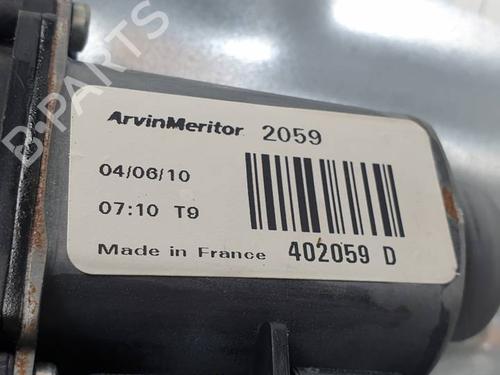 B-PARTS
ArvinMeritor 2059
04/06/10
07:10 T9
Made in France 402059 D